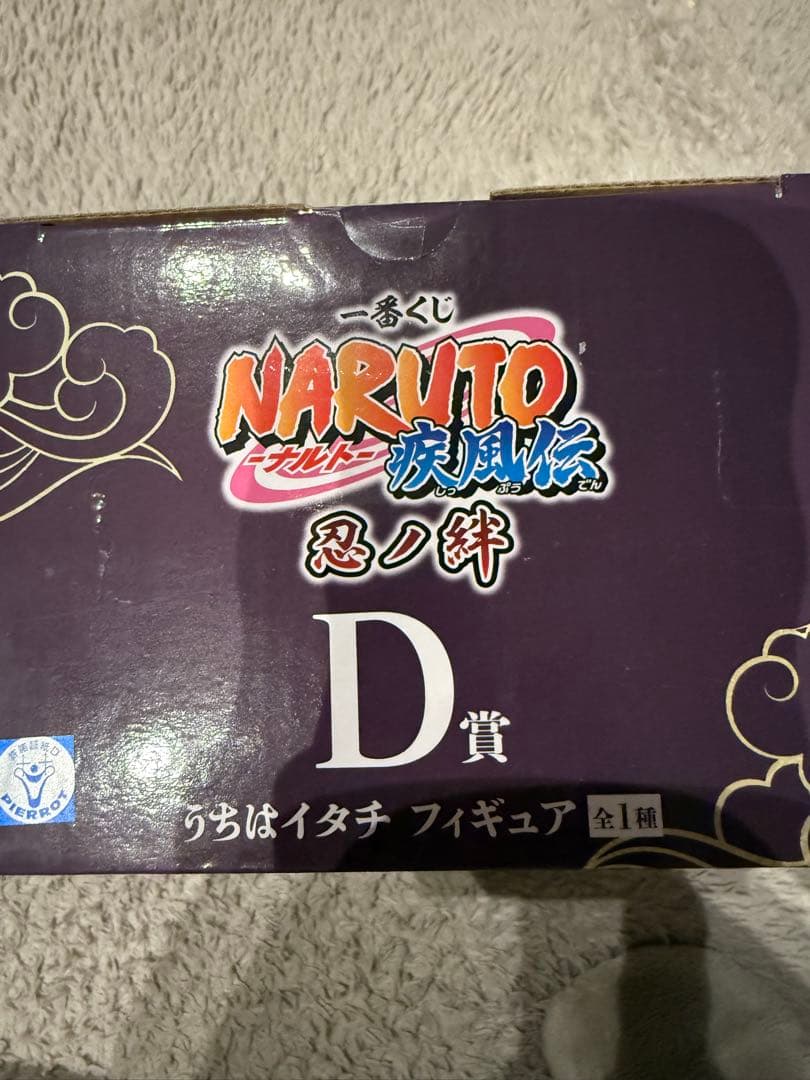 一番くじ
NARUTO
-ナルト-
疾風伝
しっ ぷう でん
忍ノ絆
D賞
うちはイタチ フィギュア 全1種
PIERROT